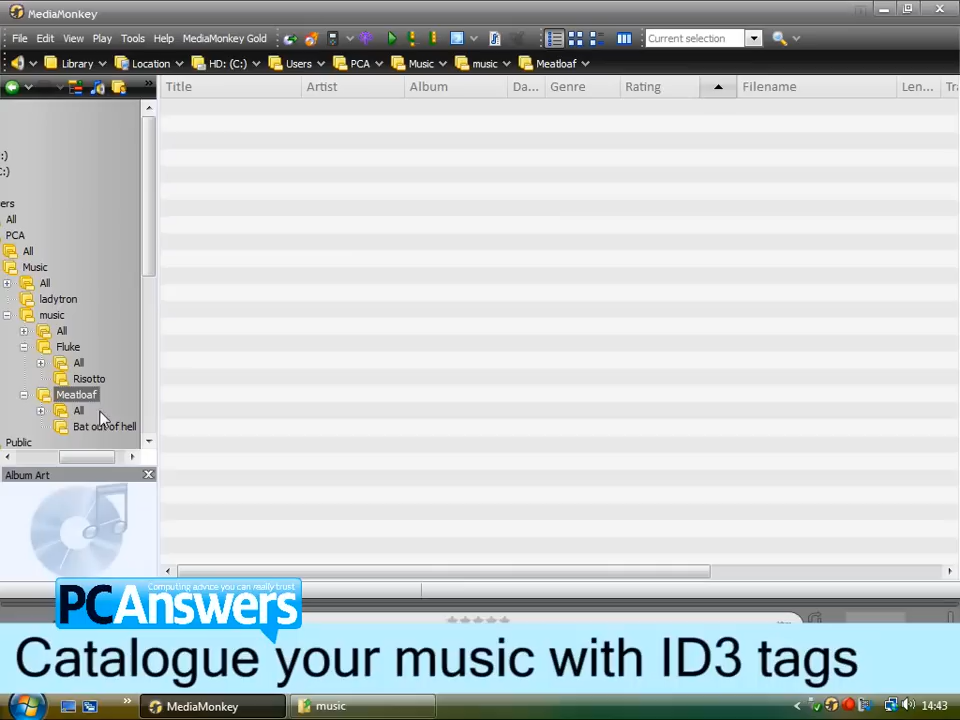 MediaMonkey
File Edit View Play Tools Help MediaMonkey Gold
Current selection
Library Location HD: (C:) Users PCA Music music Meatloaf
Title Artist Album Da... Genre Rating Filename Len... Tr
:)
C:)
ers
All
PCA
All
Music
All
ladytron
music
All
Fluke
All
Risotto
Meatloaf
All
Bat out of hell
Public
Album Art
Computing advice you can really trust
PCAnswers
Catalogue your music with ID3 tags
MediaMonkey music 14:43